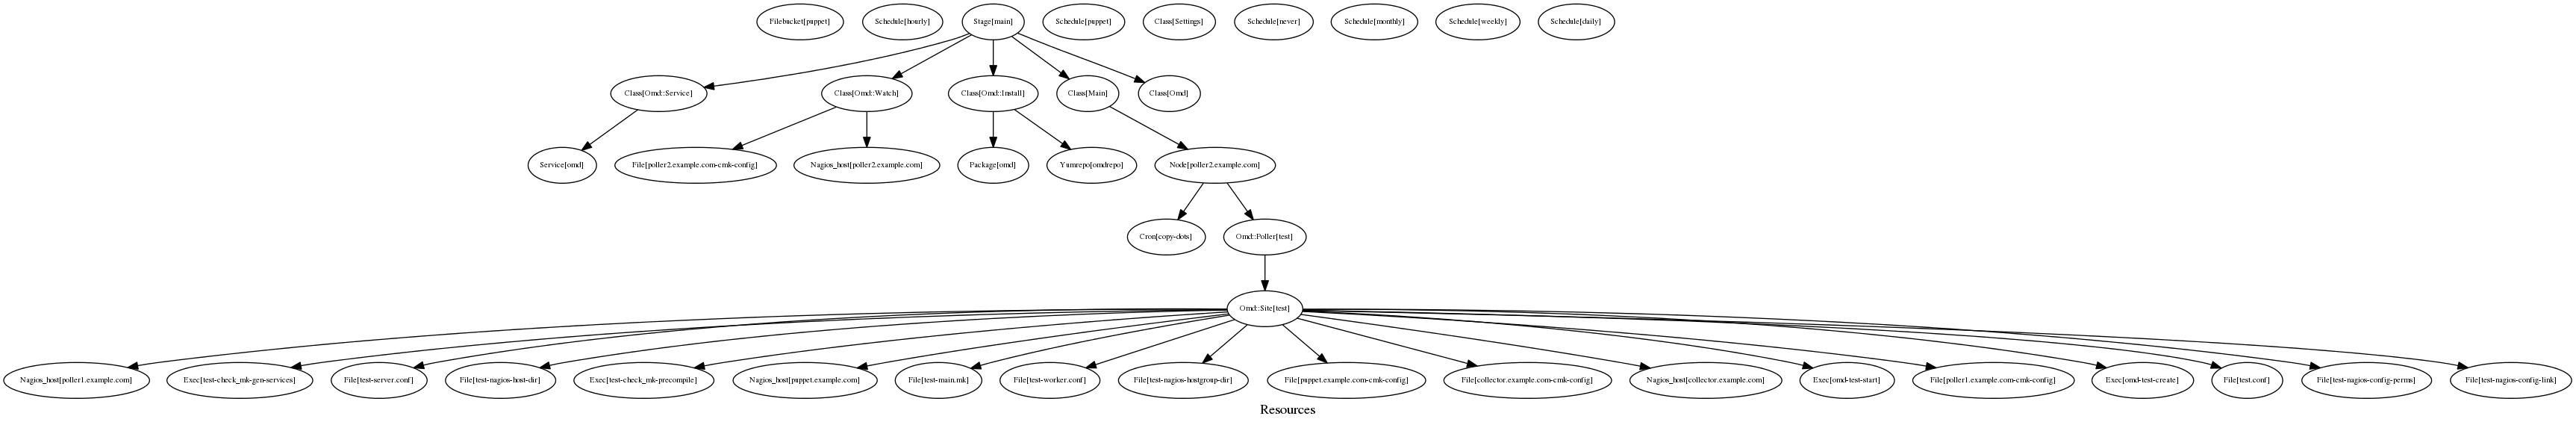 Filebucket[puppet]
Schedule[hourly]
Stage[main]
Schedule[puppet]
Class[Settings]
Schedule[never]
Schedule[monthly]
Schedule[weekly]
Schedule[daily]
Class[Omd::Service]
Class[Omd::Watch]
Class[Omd::Install]
Class[Main]
Class[Omd]
Service[omd]
File[poller2.example.com-cmk-config]
Nagios_host[poller2.example.com]
Package[omd]
Yumrepo[omdrepo]
Node[poller2.example.com]
Cron[copy-dots]
Omd::Poller[test]
Omd::Site[test]
Nagios_host[poller1.example.com]
Exec[test-check_mk-gen-services]
File[test-server.conf]
File[test-nagios-host-dir]
Exec[test-check_mk-precompile]
Nagios_host[puppet.example.com]
File[test-main.mk]
File[test-worker.conf]
File[test-nagios-hostgroup-dir]
File[puppet.example.com-cmk-config]
File[collector.example.com-cmk-config]
Nagios_host[collector.example.com]
Exec[omd-test-start]
File[poller1.example.com-cmk-config]
Exec[omd-test-create]
File[test.conf]
File[test-nagios-config-perms]
File[test-nagios-config-link]
Resources